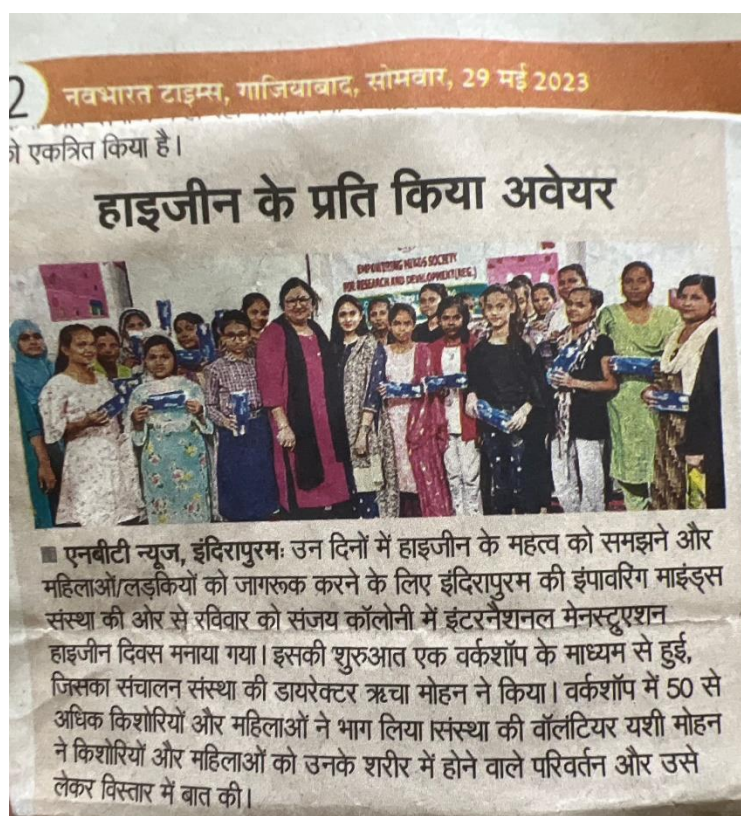 2
नवभारत टाइम्स, गाजियाबाद, सोमवार, 29 मई 2023
एकत्रित किया है।
हाइजीन के प्रति किया अवेयर
EMPOWERING MINDS SOCIETY
FOR RESEARCH AND DEVELOPMENT(REG.)
एनबीटी न्यूज, इंदिरापुरम: उन दिनों में हाइजीन के महत्व को समझने और
महिलाओं/लड़कियों को जागरूक करने के लिए इंदिरापुरम की इंपावरिंग माइंड्स
संस्था की ओर से रविवार को संजय कॉलोनी में इंटरनैशनल मेनस्ट्रुएशन
हाइजीन दिवस मनाया गया। इसकी शुरुआत एक वर्कशॉप के माध्यम से हुई,
जिसका संचालन संस्था की डायरेक्टर ऋचा मोहन ने किया। वर्कशॉप में 50 से
अधिक किशोरियों और महिलाओं ने भाग लिया।संस्था की वॉलंटियर यशी मोहन
ने किशोरियों और महिलाओं को उनके शरीर में होने वाले परिवर्तन और उसे
लेकर विस्तार में बात की।